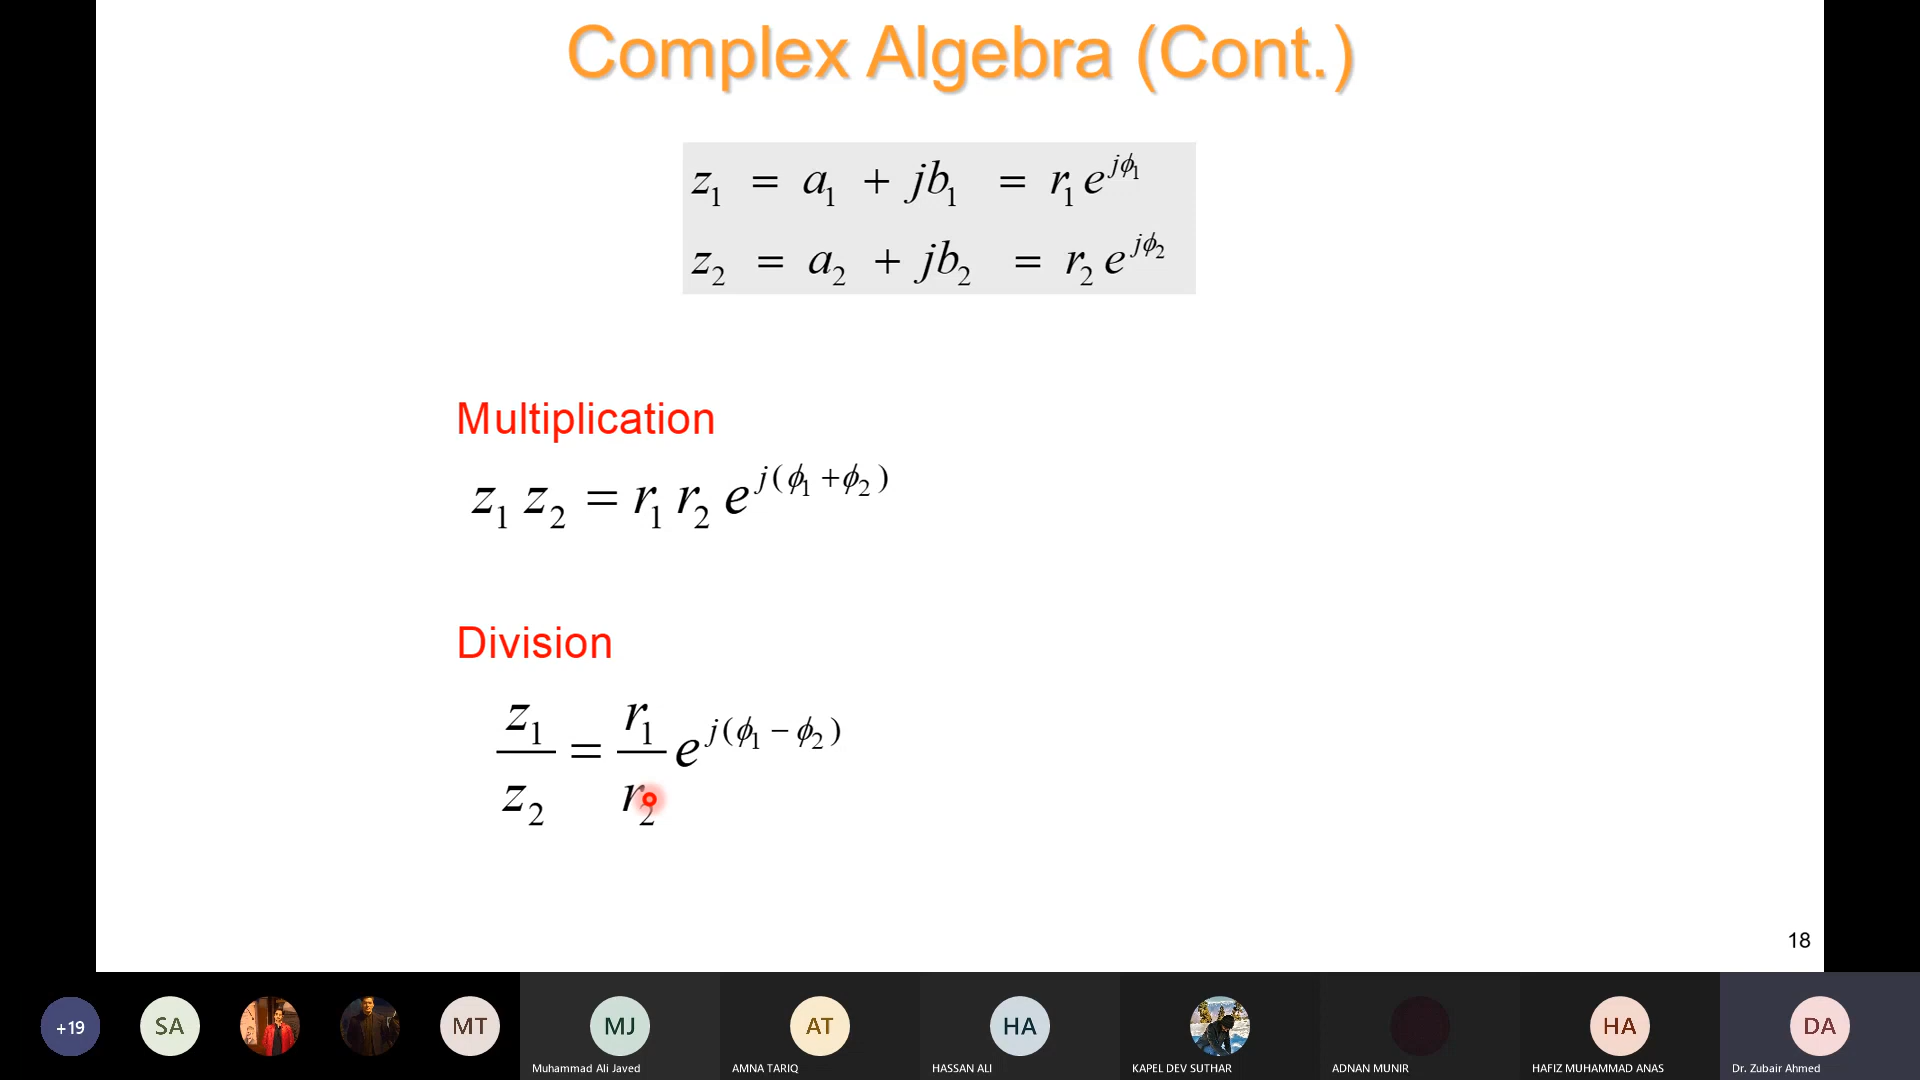 Complex Algebra (Cont.)
z₁ = a₁ + jb₁ = r₁ e^{jϕ₁}
z₂ = a₂ + jb₂ = r₂ e^{jϕ₂}
Multiplication
z₁ z₂ = r₁ r₂ e^{j(ϕ₁+ϕ₂)}
Division
z₁/z₂ = r₁/r₂ e^{j(ϕ₁−ϕ₂)}
18
+19 SA MT MJ AT HA HA DA
Muhammad Ali Javed AMNA TARIQ HASSAN ALI KAPEL DEV SUTHAR ADNAN MUNIR HAFIZ MUHAMMAD ANAS Dr. Zubair Ahmed